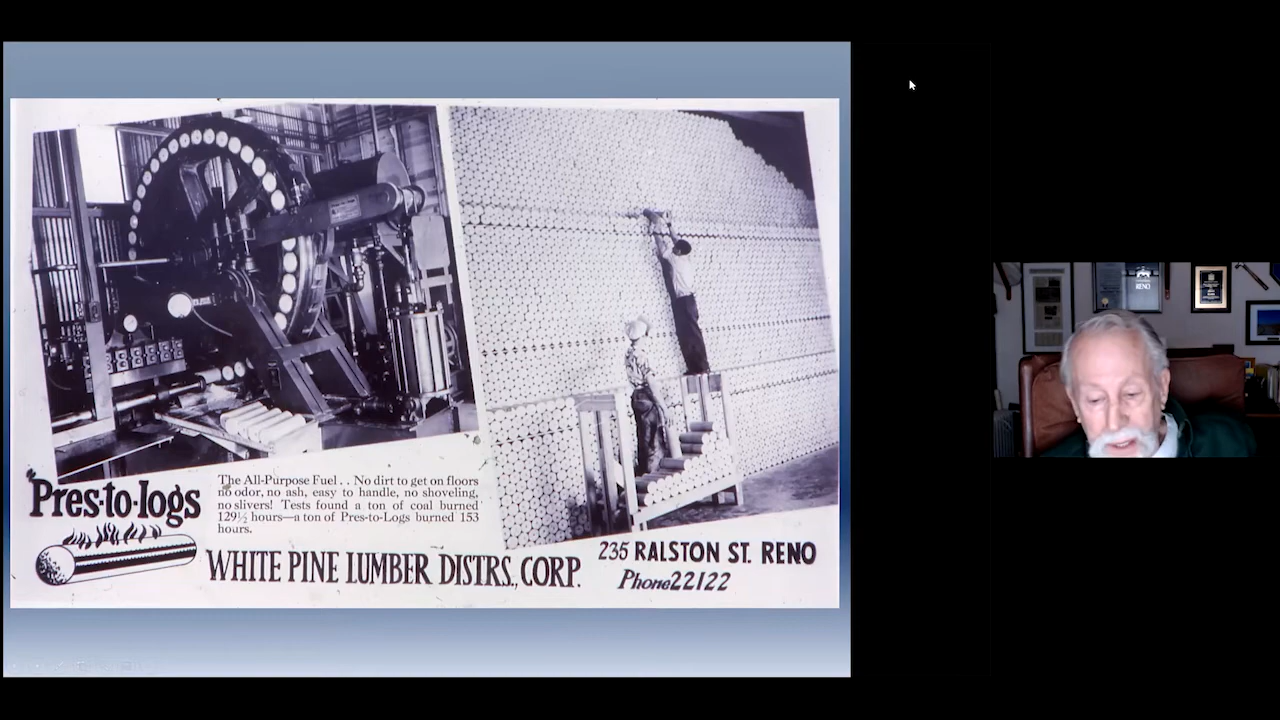 Pres-to-logs
The All-Purpose Fuel . . No dirt to get on floors
no odor, no ash, easy to handle, no shoveling,
no slivers! Tests found a ton of coal burned
129½ hours—a ton of Pres-to-Logs burned 153
hours.
WHITE PINE LUMBER DISTRS., CORP.
235 RALSTON ST. RENO
Phone 22122
RENO